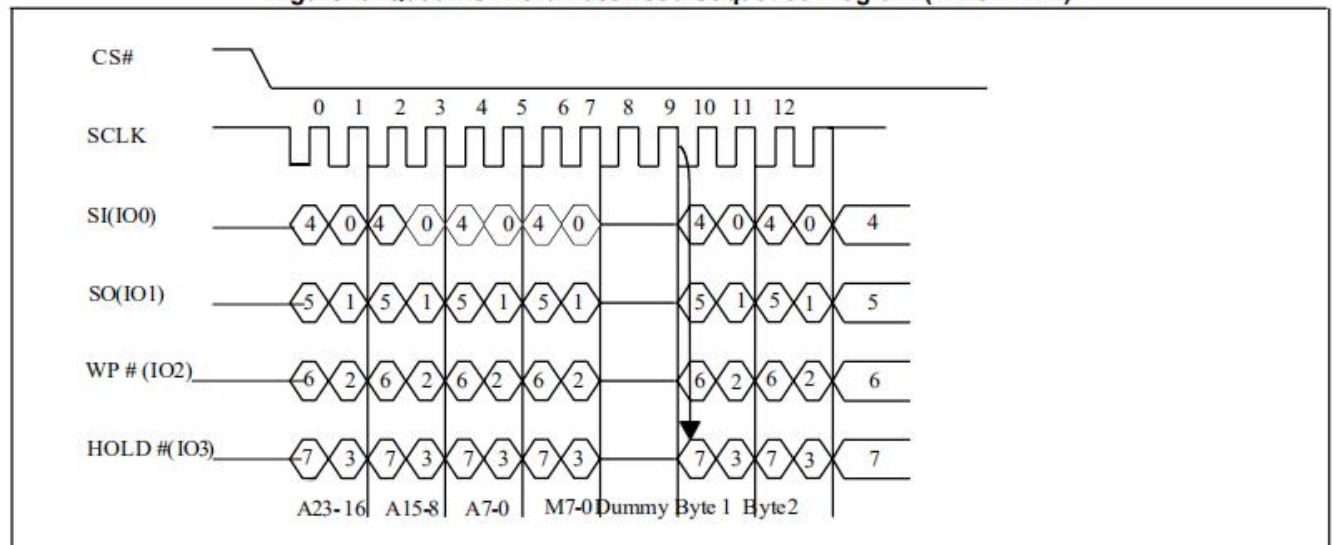 CS#
0 1 2 3 4 5 6 7 8 9 10 11 12
SCLK
SI(IO0) 4 0 4 0 4 0 4 0 4 0 4 0 4
SO(IO1) 5 1 5 1 5 1 5 1 5 1 5 1 5
WP # (IO2) 6 2 6 2 6 2 6 2 6 2 6 2 6
HOLD #(IO3) 7 3 7 3 7 3 7 3 7 3 7 3 7
A23-16 A15-8 A7-0 M7-0 Dummy Byte 1 Byte2